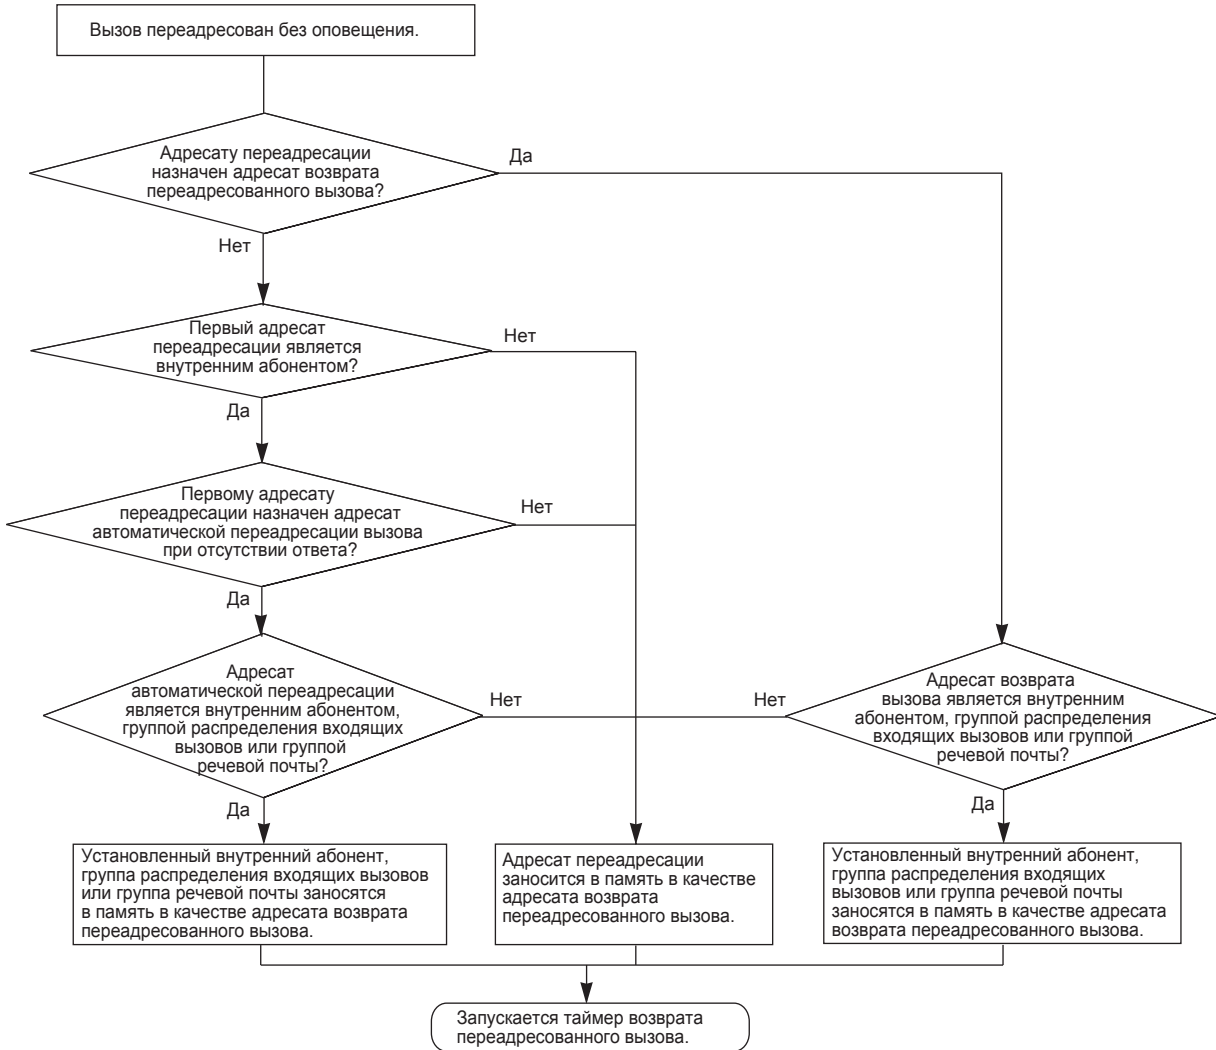 Вызов переадресован без оповещения.
Адресату переадресации
назначен адресат возврата
переадресованного вызова?
Да
Нет
Первый адресат
переадресации является
внутренним абонентом?
Нет
Да
Первому адресату
переадресации назначен адресат
автоматической переадресации вызова
при отсутствии ответа?
Нет
Да
Адресат
автоматической переадресации
является внутренним абонентом,
группой распределения входящих
вызовов или группой
речевой почты?
Нет
Нет
Адресат возврата
вызова является внутренним
абонентом, группой распределения
входящих вызовов или группой
речевой почты?
Да
Да
Установленный внутренний абонент,
группа распределения входящих вызовов
или группа речевой почты заносятся
в память в качестве адресата возврата
переадресованного вызова.
Адресат переадресации
заносится в память в качестве
адресата возврата
переадресованного вызова.
Установленный внутренний абонент,
группа распределения входящих
вызовов или группа речевой почты
заносятся в память в качестве адресата
возврата переадресованного вызова.
Запускается таймер возврата
переадресованного вызова.